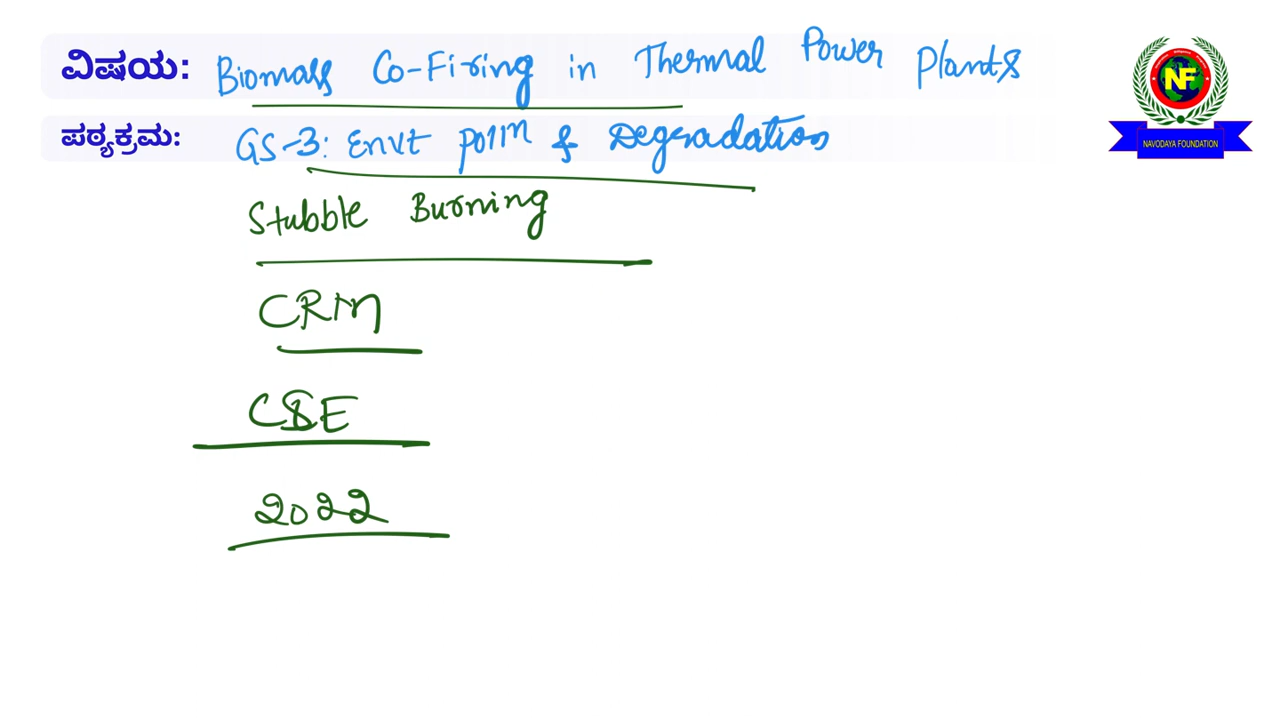 ವಿಷಯ: Biomass Co-Firing in Thermal Power Plants
ಪಠ್ಯಕ್ರಮ: GS-3: Envt Pollⁿ & Degradation
Stubble Burning
CRM
CSE
2022
NF
NAVODAYA FOUNDATION